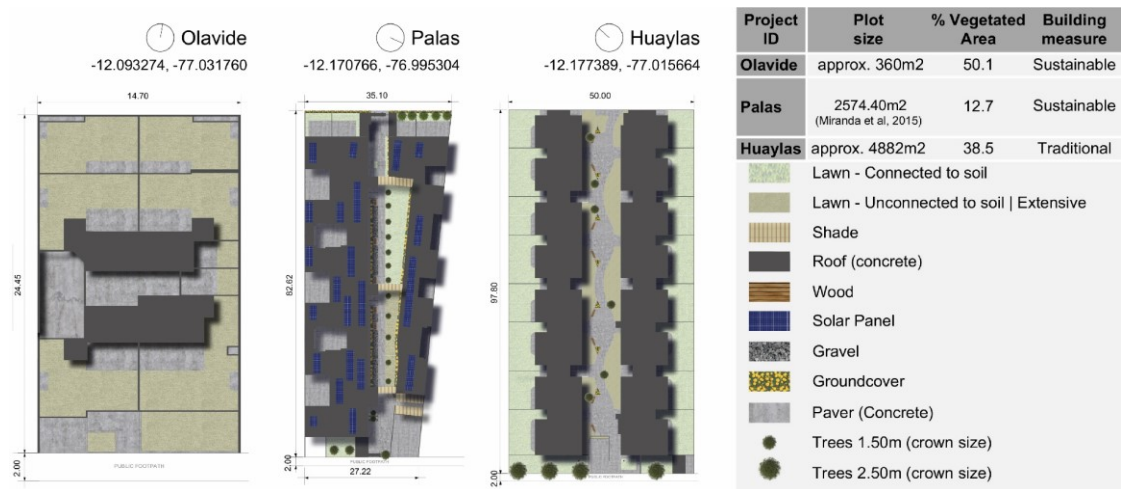 Olavide
-12.093274, -77.031760
14.70
24.45
2.00
PUBLIC FOOTPATH
Palas
-12.170766, -76.995304
35.10
82.62
2.00
PUBLIC FOOTPATH
27.22
Huaylas
-12.177389, -77.015664
50.00
97.80
2.00
PUBLIC FOOTPATH
Project ID Plot size % Vegetated Area Building measure
Olavide approx. 360m2 50.1 Sustainable
Palas 2574.40m2 (Miranda et al, 2015) 12.7 Sustainable
Huaylas approx. 4882m2 38.5 Traditional
Lawn - Connected to soil
Lawn - Unconnected to soil | Extensive
Shade
Roof (concrete)
Wood
Solar Panel
Gravel
Groundcover
Paver (Concrete)
Trees 1.50m (crown size)
Trees 2.50m (crown size)